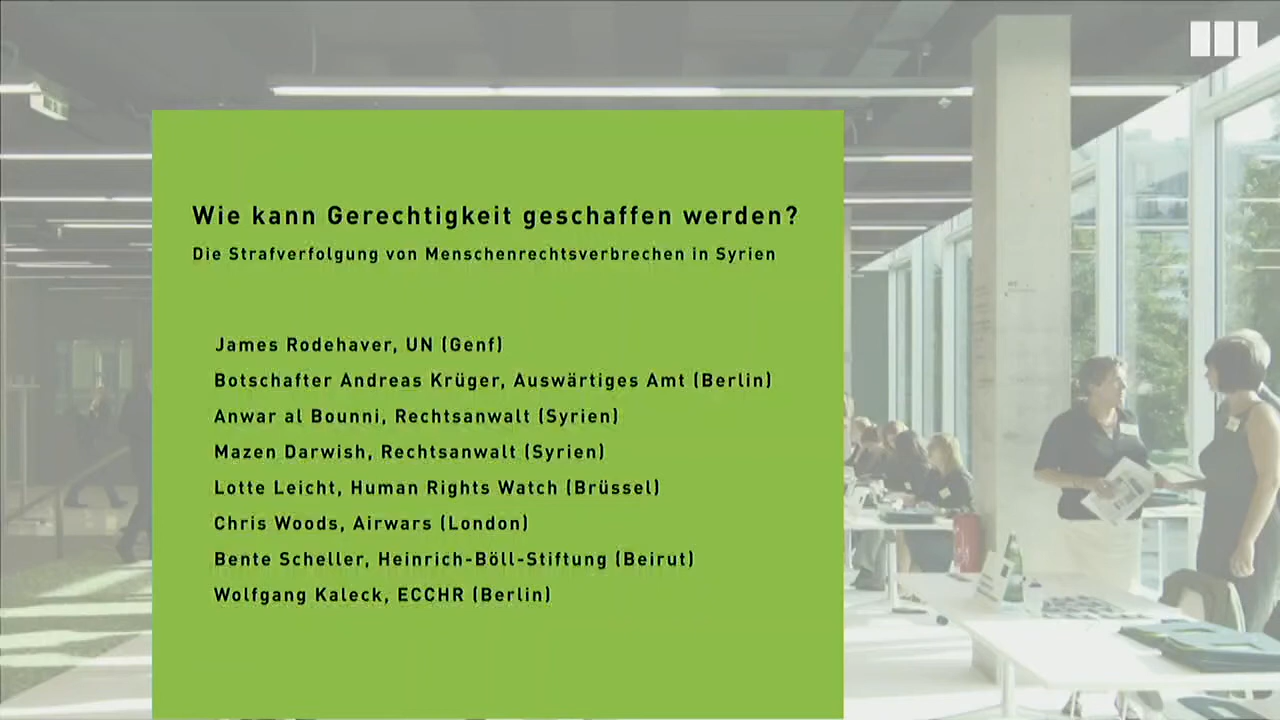 Wie kann Gerechtigkeit geschaffen werden?
Die Strafverfolgung von Menschenrechtsverbrechen in Syrien
James Rodehaver, UN (Genf)
Botschafter Andreas Krüger, Auswärtiges Amt (Berlin)
Anwar al Bounni, Rechtsanwalt (Syrien)
Mazen Darwish, Rechtsanwalt (Syrien)
Lotte Leicht, Human Rights Watch (Brüssel)
Chris Woods, Airwars (London)
Bente Scheller, Heinrich-Böll-Stiftung (Beirut)
Wolfgang Kaleck, ECCHR (Berlin)